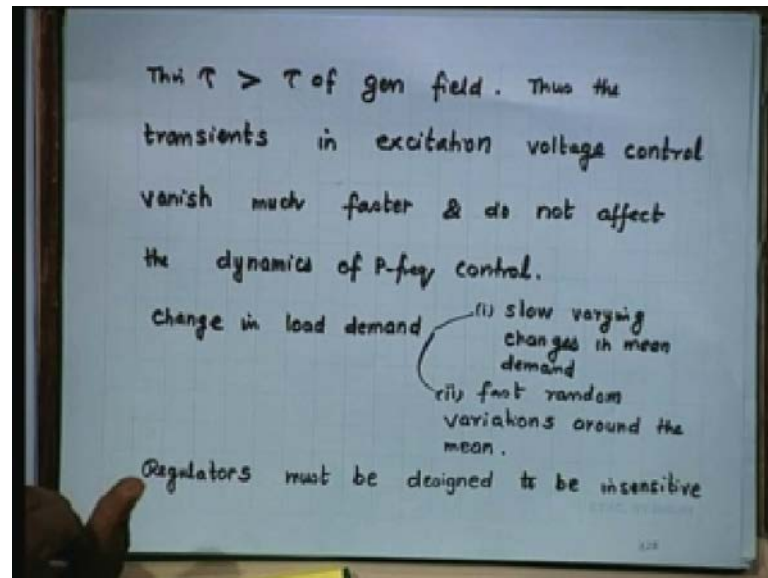 This τ > τ of gen field. Thus the
transients in excitation voltage control
vanish much faster & do not affect
the dynamics of P-freq control.
Change in load demand
(i) slow varying
changes in mean
demand
(ii) fast random
variations around the
mean.
Regulators must be designed to be insensitive